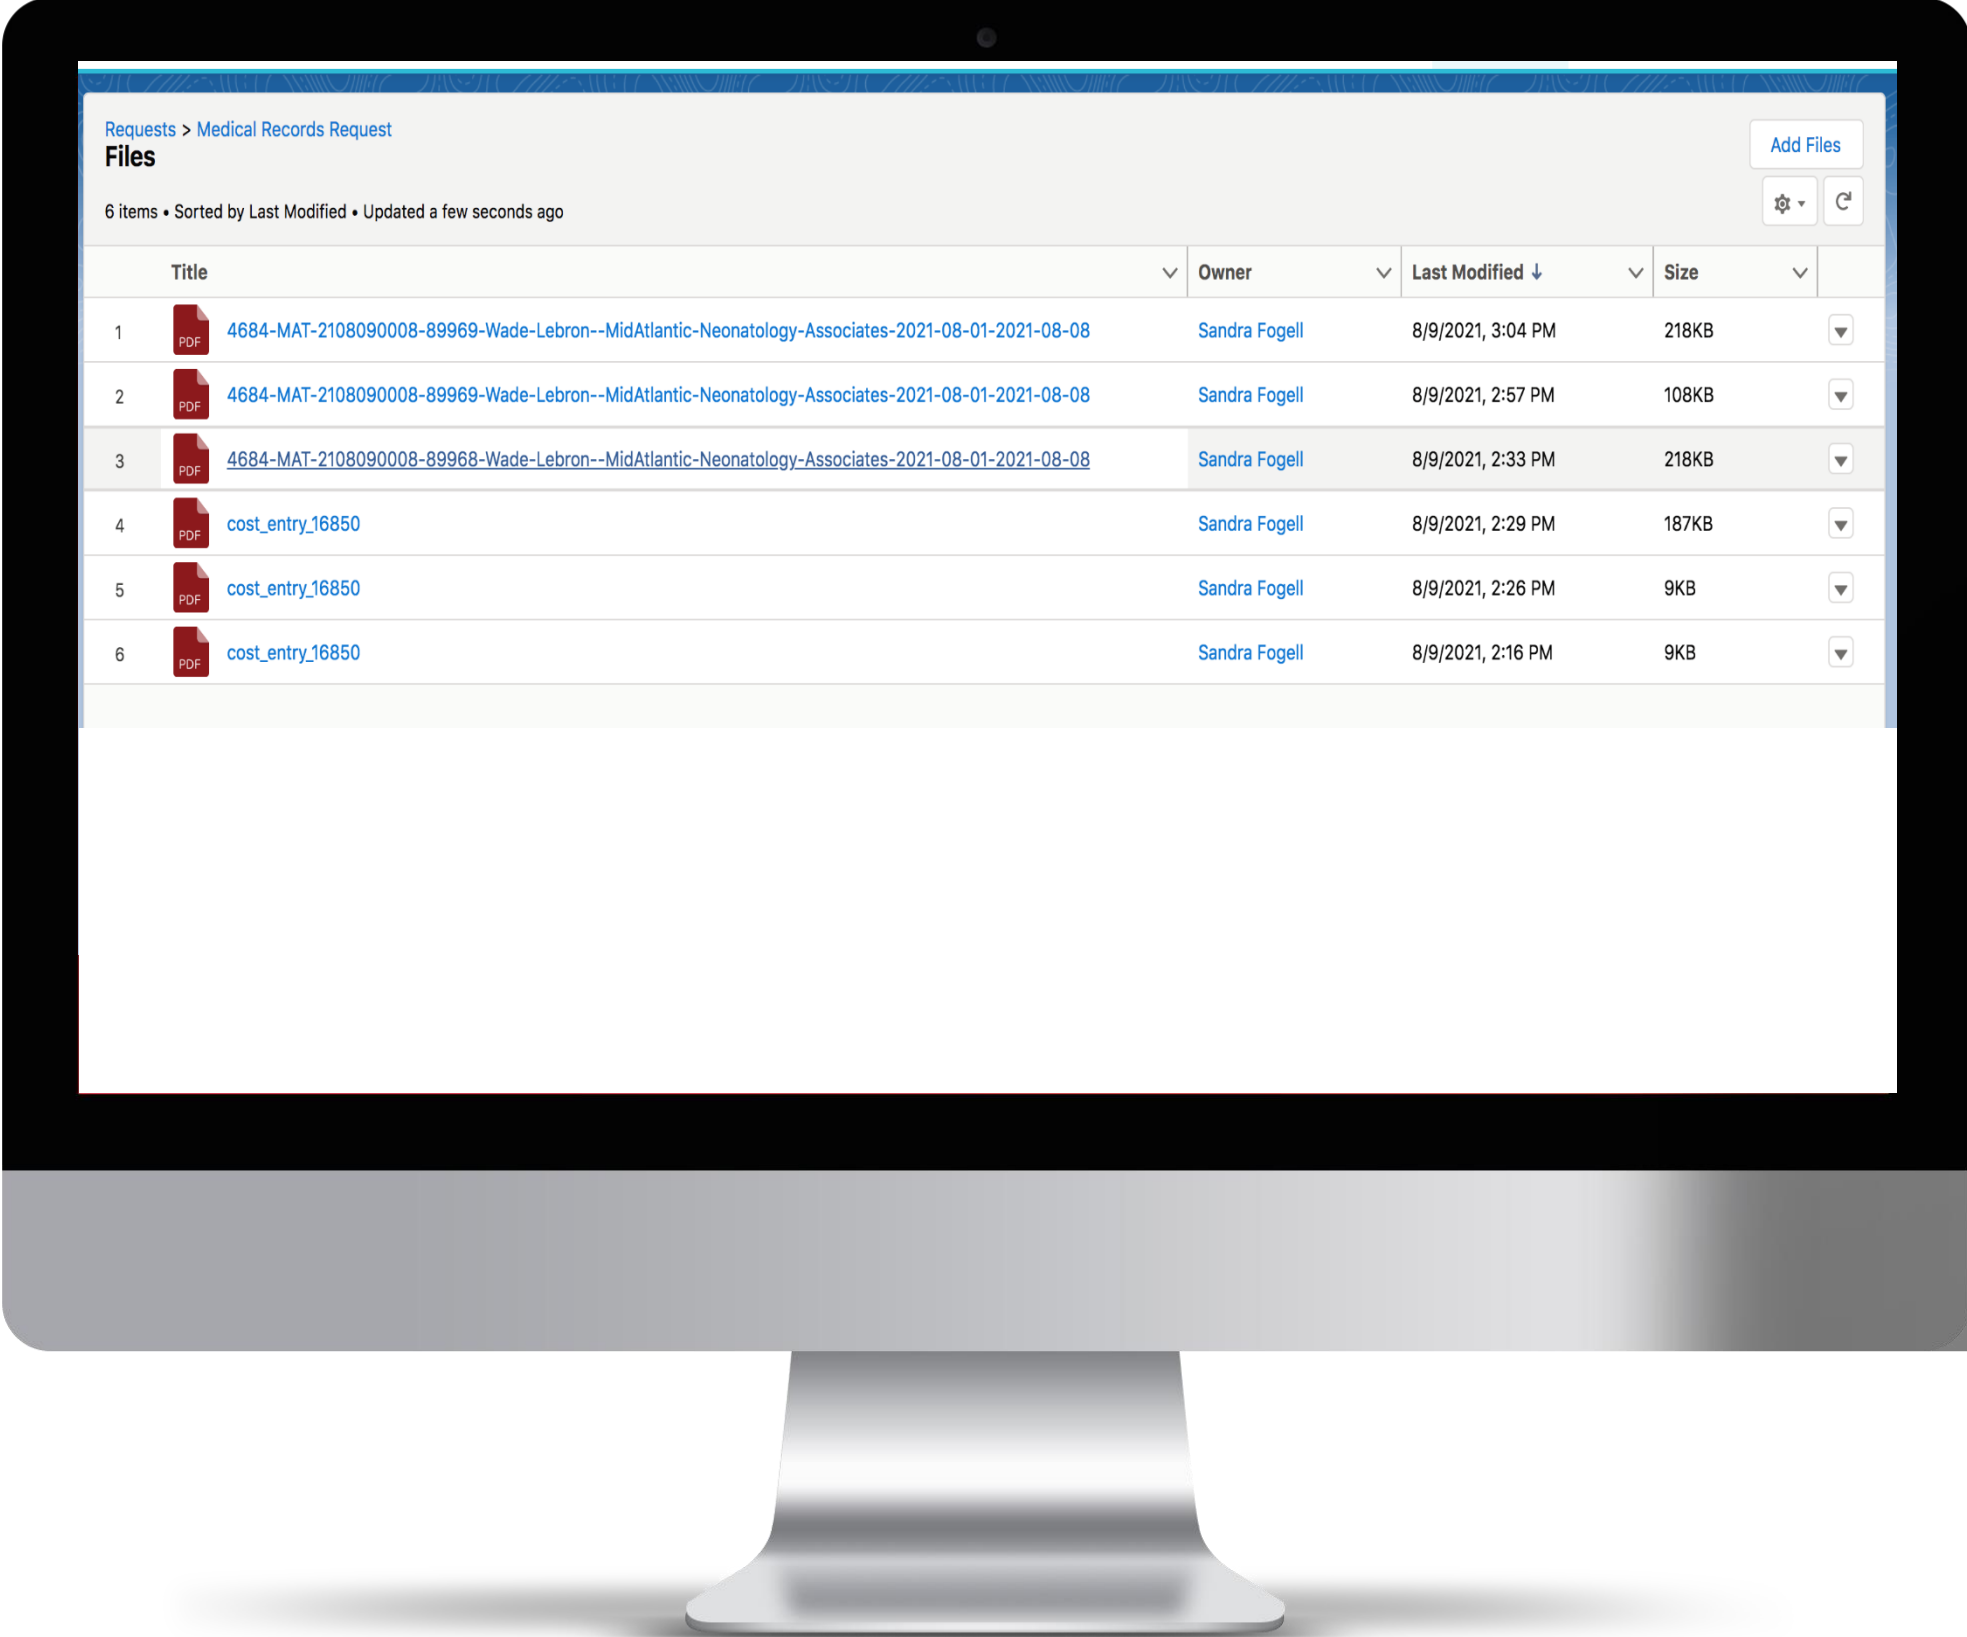 Requests > Medical Records Request
Files
Add Files
6 items • Sorted by Last Modified • Updated a few seconds ago
Title Owner Last Modified ↓ Size
1 PDF 4684-MAT-2108090008-89969-Wade-Lebron--MidAtlantic-Neonatology-Associates-2021-08-01-2021-08-08 Sandra Fogell 8/9/2021, 3:04 PM 218KB
2 PDF 4684-MAT-2108090008-89969-Wade-Lebron--MidAtlantic-Neonatology-Associates-2021-08-01-2021-08-08 Sandra Fogell 8/9/2021, 2:57 PM 108KB
3 PDF 4684-MAT-2108090008-89968-Wade-Lebron--MidAtlantic-Neonatology-Associates-2021-08-01-2021-08-08 Sandra Fogell 8/9/2021, 2:33 PM 218KB
4 PDF cost_entry_16850 Sandra Fogell 8/9/2021, 2:29 PM 187KB
5 PDF cost_entry_16850 Sandra Fogell 8/9/2021, 2:26 PM 9KB
6 PDF cost_entry_16850 Sandra Fogell 8/9/2021, 2:16 PM 9KB